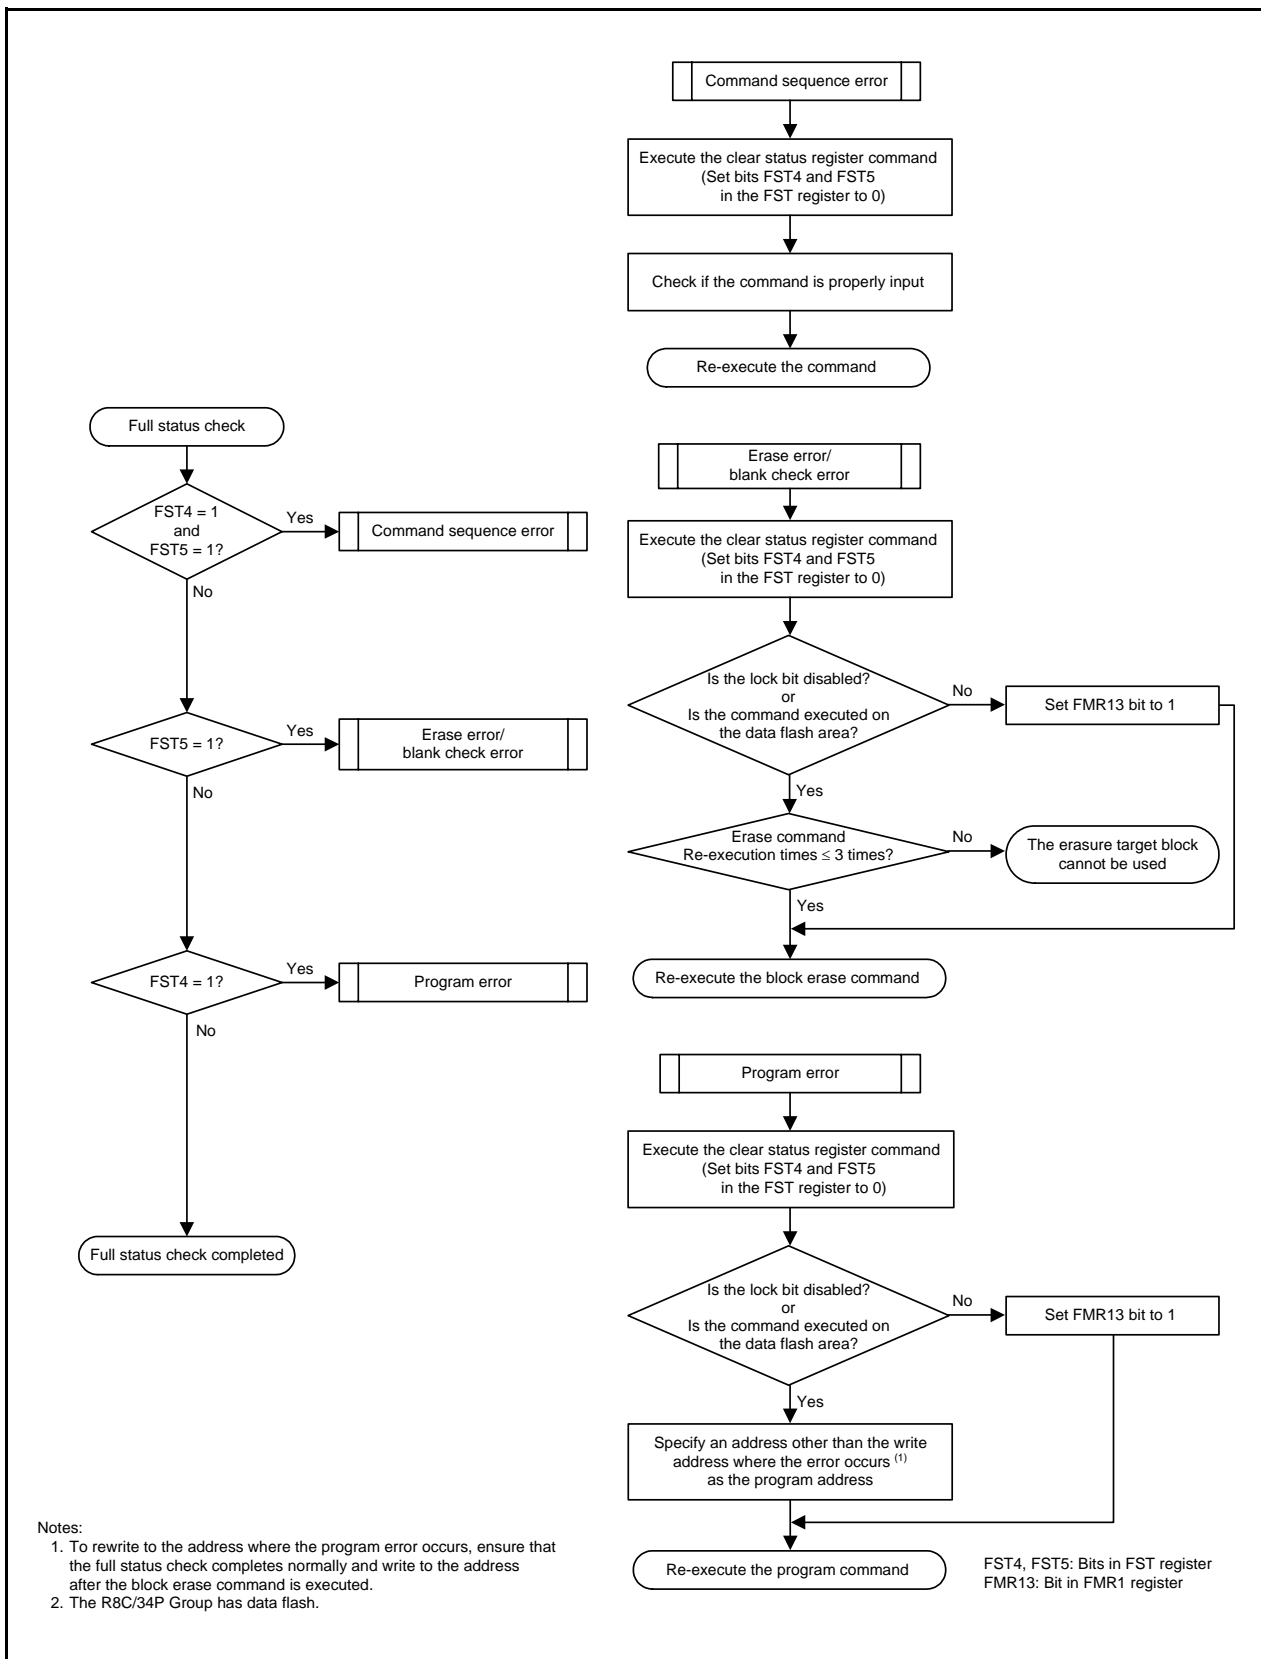 Command sequence error
Execute the clear status register command
(Set bits FST4 and FST5
in the FST register to 0)
Check if the command is properly input
Re-execute the command
Full status check
FST4 = 1
and
FST5 = 1?
Yes
Command sequence error
No
FST5 = 1?
Yes
Erase error/
blank check error
No
FST4 = 1?
Yes
Program error
No
Full status check completed
Erase error/
blank check error
Execute the clear status register command
(Set bits FST4 and FST5
in the FST register to 0)
Is the lock bit disabled?
or
Is the command executed on
the data flash area?
No
Set FMR13 bit to 1
Yes
Erase command
Re-execution times ≤ 3 times?
No
The erasure target block
cannot be used
Yes
Re-execute the block erase command
Program error
Execute the clear status register command
(Set bits FST4 and FST5
in the FST register to 0)
Is the lock bit disabled?
or
Is the command executed on
the data flash area?
No
Set FMR13 bit to 1
Yes
Specify an address other than the write
address where the error occurs (1)
as the program address
Re-execute the program command
Notes:
1. To rewrite to the address where the program error occurs, ensure that
the full status check completes normally and write to the address
after the block erase command is executed.
2. The R8C/34P Group has data flash.
FST4, FST5: Bits in FST register
FMR13: Bit in FMR1 register